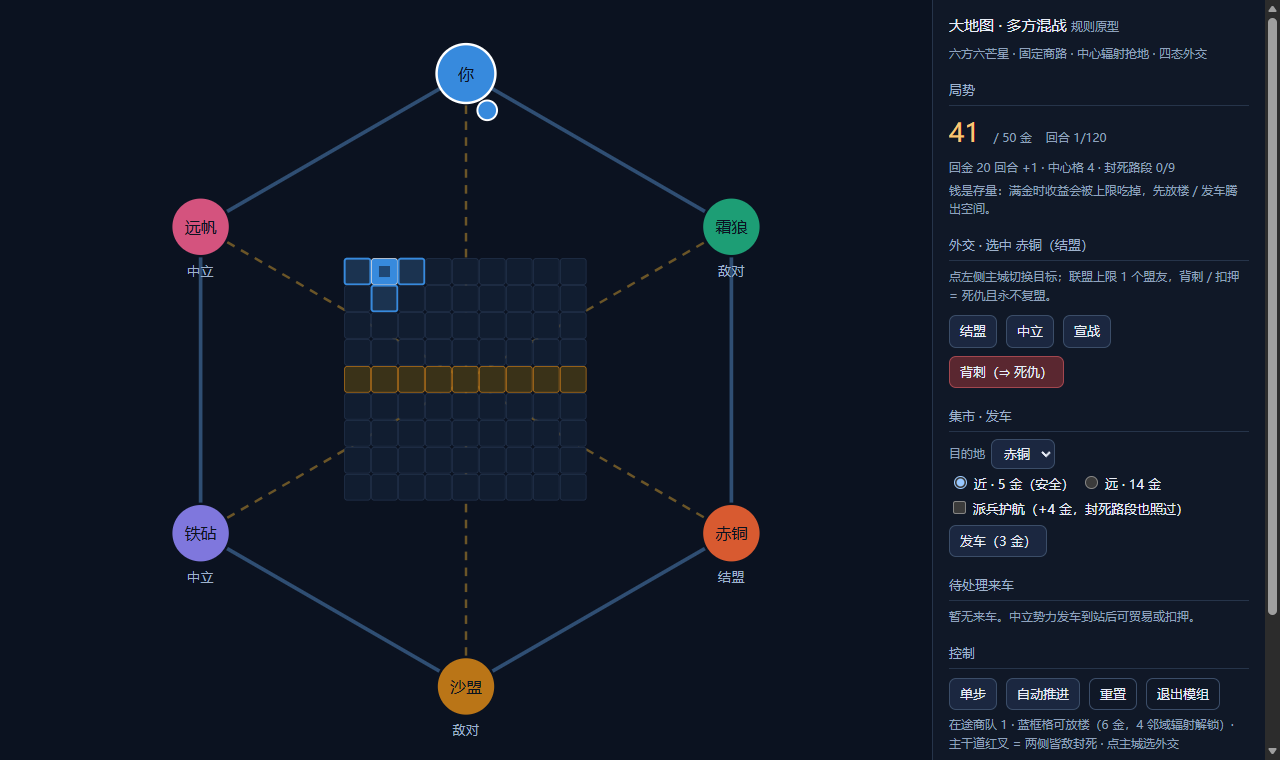 你
远帆
中立
霜狼
敌对
铁砧
中立
赤铜
结盟
沙盟
敌对
大地图 · 多方混战 规则原型
六方六芒星 · 固定商路 · 中心辐射抢地 · 四态外交
局势
41 / 50 金 回合 1/120
回金 20 回合 +1 · 中心格 4 · 封死路段 0/9
钱是存量：满金时收益会被上限吃掉，先放楼 / 发车腾
出空间。
外交 · 选中 赤铜（结盟）
点左侧主城切换目标；联盟上限 1 个盟友，背刺 / 扣押
= 死仇且永不复盟。
结盟 中立 宣战
背刺（⇒ 死仇）
集市 · 发车
目的地 赤铜
近 · 5 金（安全） 远 · 14 金
派兵护航（+4 金，封死路段也照过）
发车（3 金）
待处理来车
暂无来车。中立势力发车到站后可贸易或扣押。
控制
单步 自动推进 重置 退出模组
在途商队 1 · 蓝框格可放楼（6 金，4 邻域辐射解锁） ·
主干道红叉 = 两侧皆敌封死 · 点主城选外交